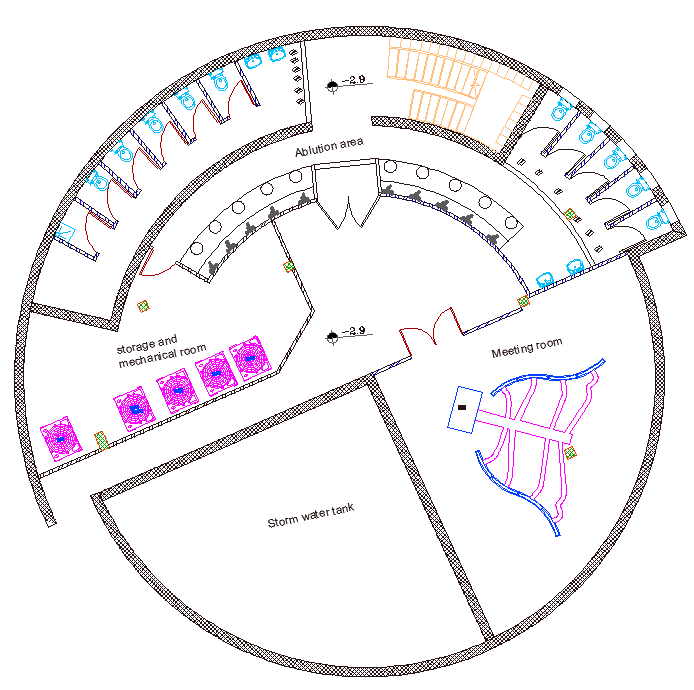 -2.9
Ablution area
-2.9
storage and
mechanical room
Meeting room
Storm water tank